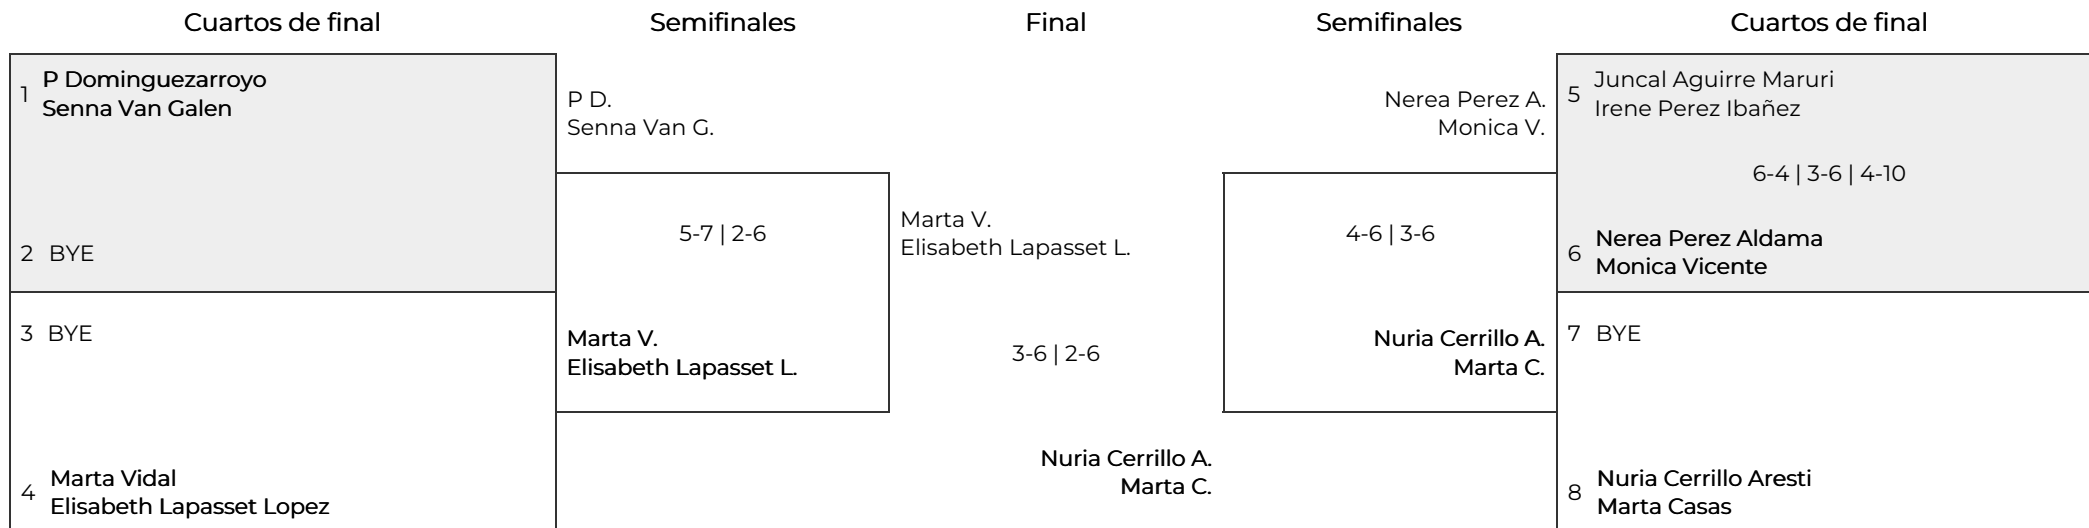 Cuartos de final
Semifinales
Final
Semifinales
Cuartos de final
1
P Dominguezarroyo
Senna Van Galen
2 BYE
3 BYE
4
Marta Vidal
Elisabeth Lapasset Lopez
P D.
Senna Van G.
5-7 | 2-6
Marta V.
Elisabeth Lapasset L.
Marta V.
Elisabeth Lapasset L.
3-6 | 2-6
Nuria Cerrillo A.
Marta C.
Nerea Perez A.
Monica V.
4-6 | 3-6
Nuria Cerrillo A.
Marta C.
5
Juncal Aguirre Maruri
Irene Perez Ibañez
6-4 | 3-6 | 4-10
6
Nerea Perez Aldama
Monica Vicente
7 BYE
8
Nuria Cerrillo Aresti
Marta Casas